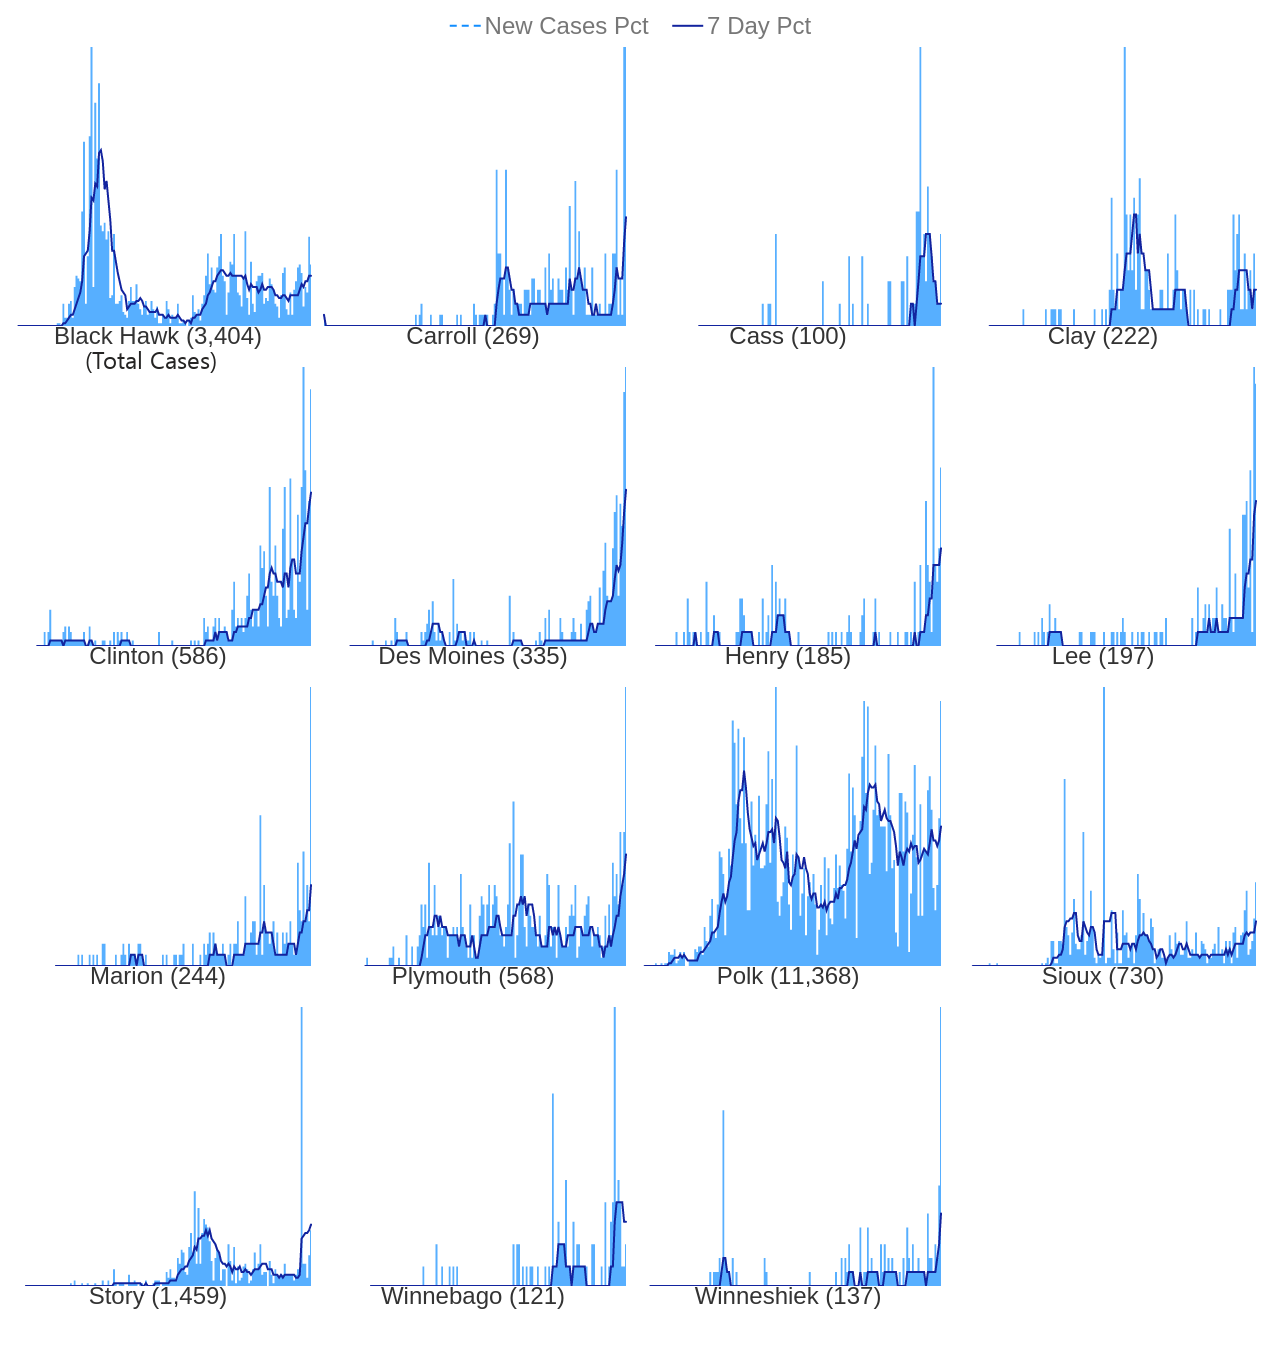 New Cases Pct 7 Day Pct
Black Hawk (3,404) Carroll (269) Cass (100) Clay (222)
(Total Cases)
Clinton (586) Des Moines (335) Henry (185) Lee (197)
Marion (244) Plymouth (568) Polk (11,368) Sioux (730)
Story (1,459) Winnebago (121) Winneshiek (137)